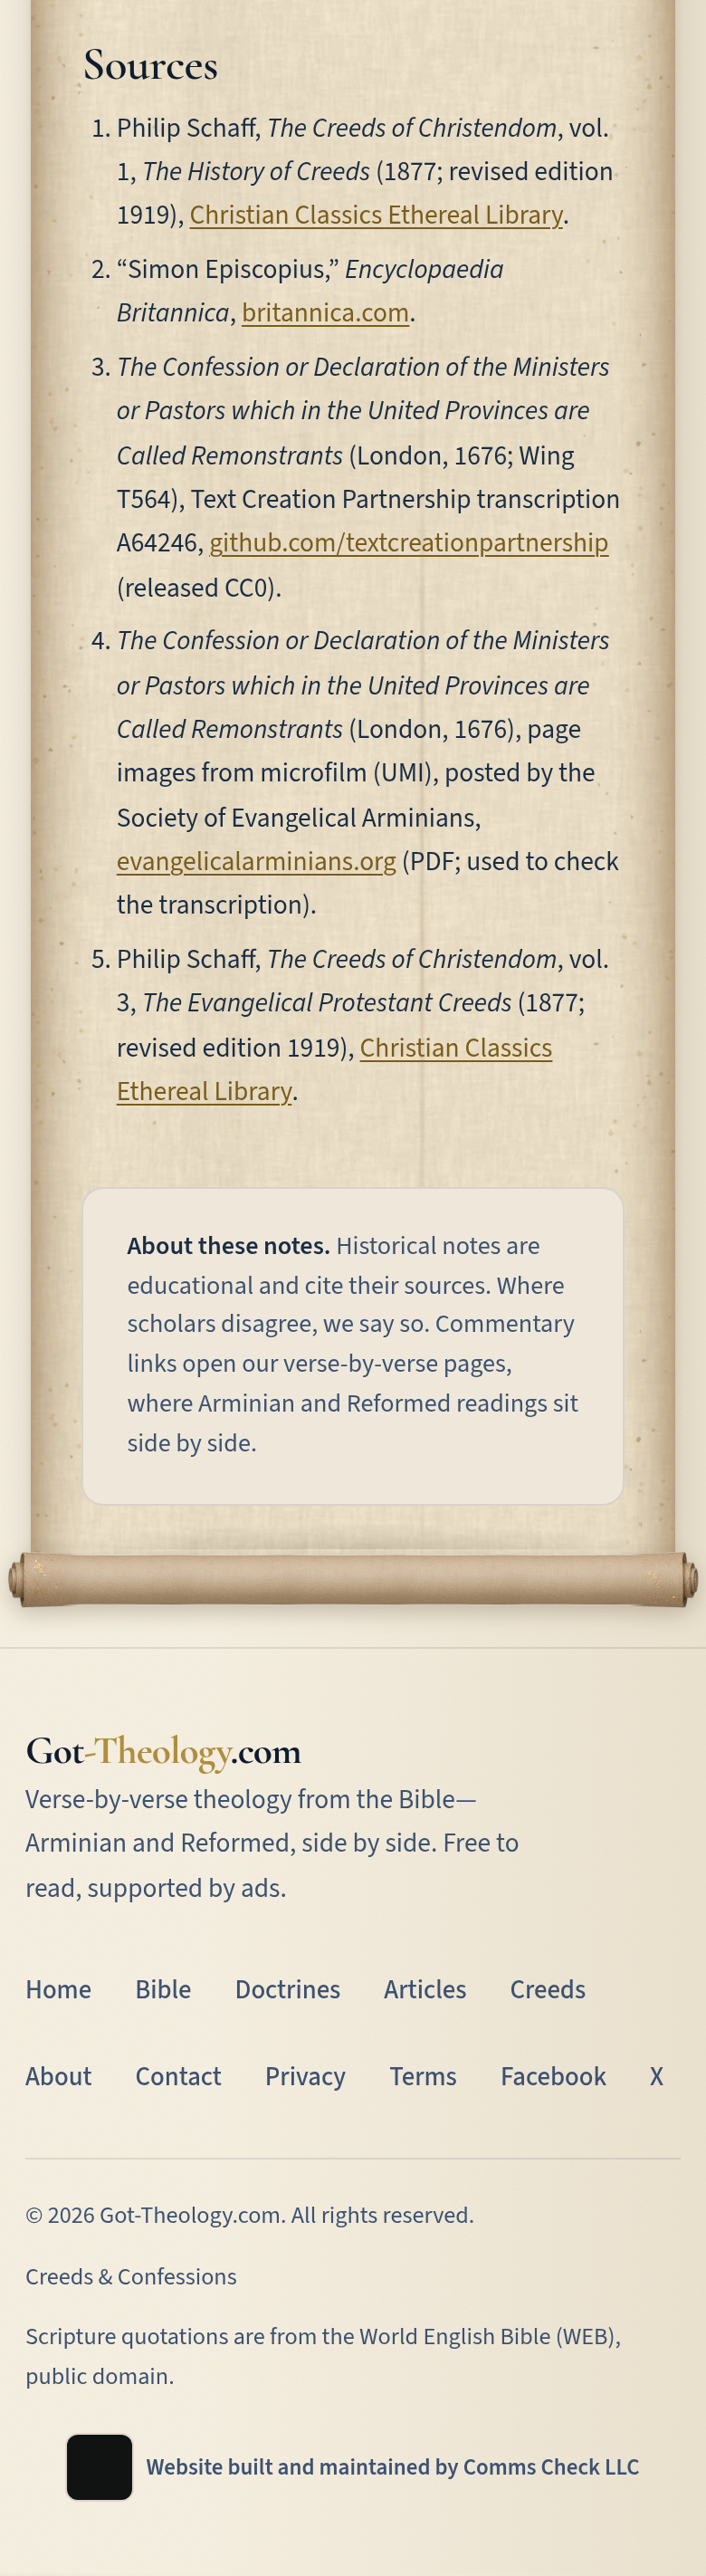 Sources
1. Philip Schaff, The Creeds of Christendom, vol.
1, The History of Creeds (1877; revised edition
1919), Christian Classics Ethereal Library.
2. “Simon Episcopius,” Encyclopaedia
Britannica, britannica.com.
3. The Confession or Declaration of the Ministers
or Pastors which in the United Provinces are
Called Remonstrants (London, 1676; Wing
T564), Text Creation Partnership transcription
A64246, github.com/textcreationpartnership
(released CC0).
4. The Confession or Declaration of the Ministers
or Pastors which in the United Provinces are
Called Remonstrants (London, 1676), page
images from microfilm (UMI), posted by the
Society of Evangelical Arminians,
evangelicalarminians.org (PDF; used to check
the transcription).
5. Philip Schaff, The Creeds of Christendom, vol.
3, The Evangelical Protestant Creeds (1877;
revised edition 1919), Christian Classics
Ethereal Library.
About these notes. Historical notes are
educational and cite their sources. Where
scholars disagree, we say so. Commentary
links open our verse-by-verse pages,
where Arminian and Reformed readings sit
side by side.
Got-Theology.com
Verse-by-verse theology from the Bible—
Arminian and Reformed, side by side. Free to
read, supported by ads.
Home Bible Doctrines Articles Creeds
About Contact Privacy Terms Facebook X
© 2026 Got-Theology.com. All rights reserved.
Creeds & Confessions
Scripture quotations are from the World English Bible (WEB),
public domain.
Website built and maintained by Comms Check LLC